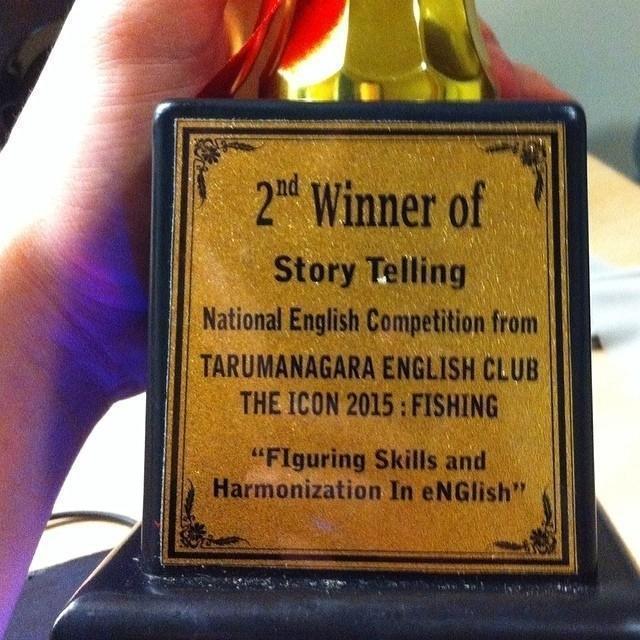 2nd Winner of
Story Telling
National English Competition from
TARUMANAGARA ENGLISH CLUB
THE ICON 2015 : FISHING
“FIguring Skills and
Harmonization In eNGlish”